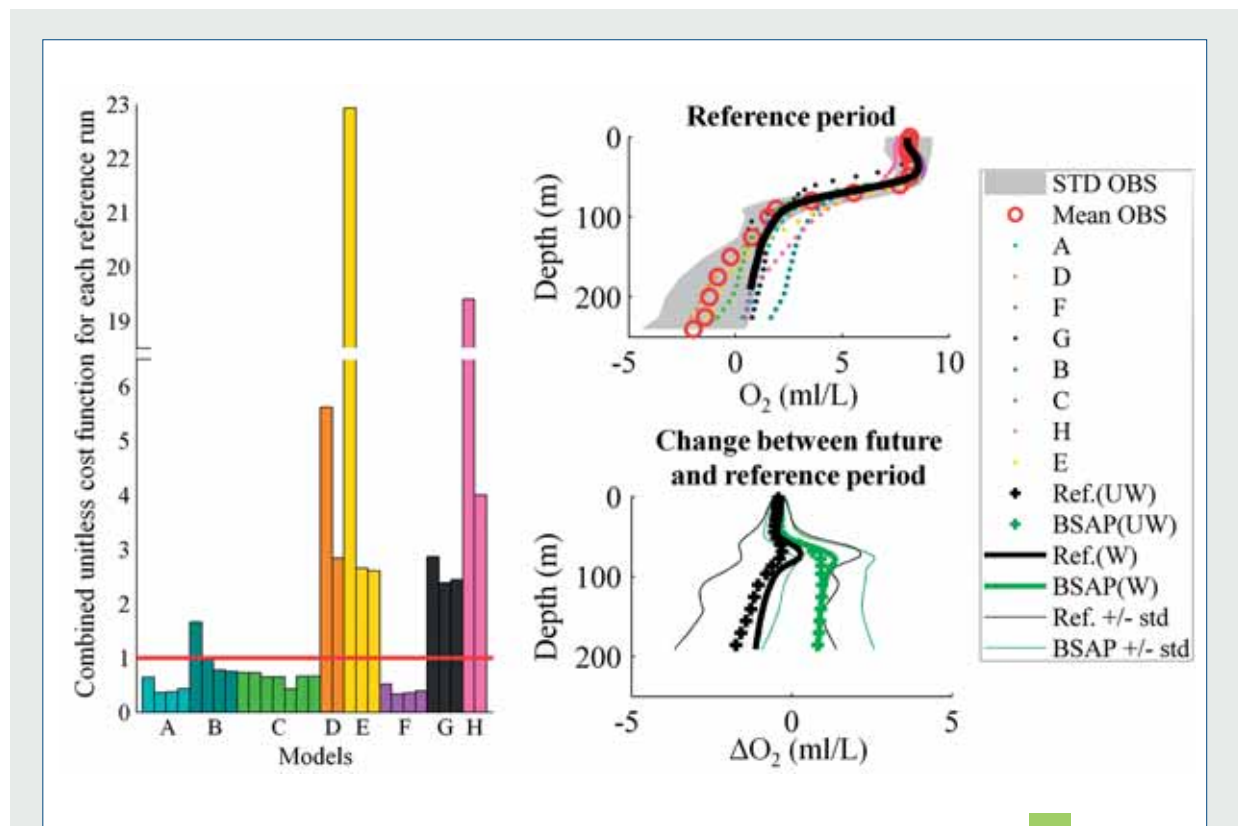 Combined unitless cost function for each reference run
23
22
21
20
19
6
5
4
3
2
1
0
A B C D E F G H
Models
Reference period
Depth (m)
0
100
200
-5 0 5 10
O₂ (ml/L)
Change between future
and reference period
Depth (m)
0
100
200
-5 0 5
ΔO₂ (ml/L)
STD OBS
Mean OBS
A
D
F
G
B
C
H
E
Ref.(UW)
BSAP(UW)
Ref.(W)
BSAP(W)
Ref. +/- std
BSAP +/- std